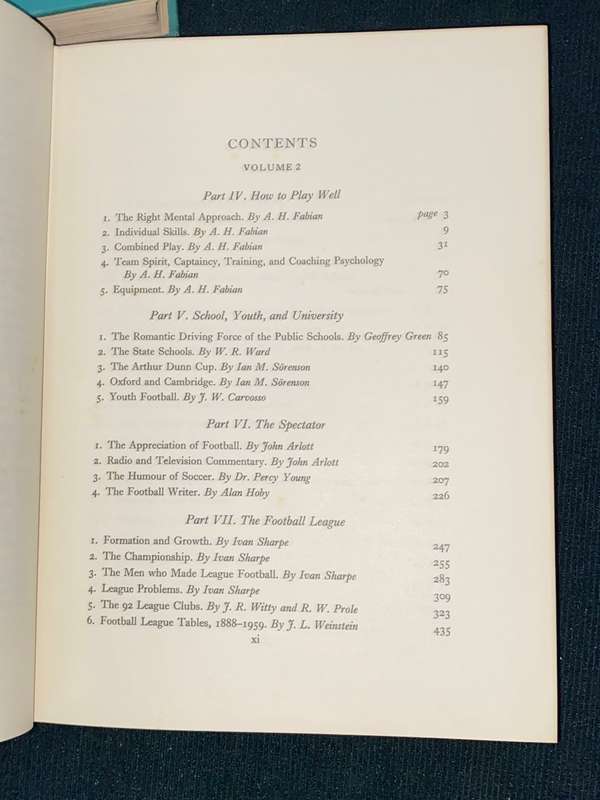 CONTENTS
VOLUME 2
Part IV. How to Play Well
1. The Right Mental Approach. By A. H. Fabian page 3
2. Individual Skills. By A. H. Fabian 9
3. Combined Play. By A. H. Fabian 31
4. Team Spirit, Captaincy, Training, and Coaching Psychology
By A. H. Fabian 70
5. Equipment. By A. H. Fabian 75
Part V. School, Youth, and University
1. The Romantic Driving Force of the Public Schools. By Geoffrey Green 85
2. The State Schools. By W. R. Ward 115
3. The Arthur Dunn Cup. By Ian M. Sörenson 140
4. Oxford and Cambridge. By Ian M. Sörenson 147
5. Youth Football. By J. W. Carvosso 159
Part VI. The Spectator
1. The Appreciation of Football. By John Arlott 179
2. Radio and Television Commentary. By John Arlott 202
3. The Humour of Soccer. By Dr. Percy Young 207
4. The Football Writer. By Alan Hoby 226
Part VII. The Football League
1. Formation and Growth. By Ivan Sharpe 247
2. The Championship. By Ivan Sharpe 255
3. The Men who Made League Football. By Ivan Sharpe 283
4. League Problems. By Ivan Sharpe 309
5. The 92 League Clubs. By J. R. Witty and R. W. Prole 323
6. Football League Tables, 1888–1959. By J. L. Weinstein 435
xi